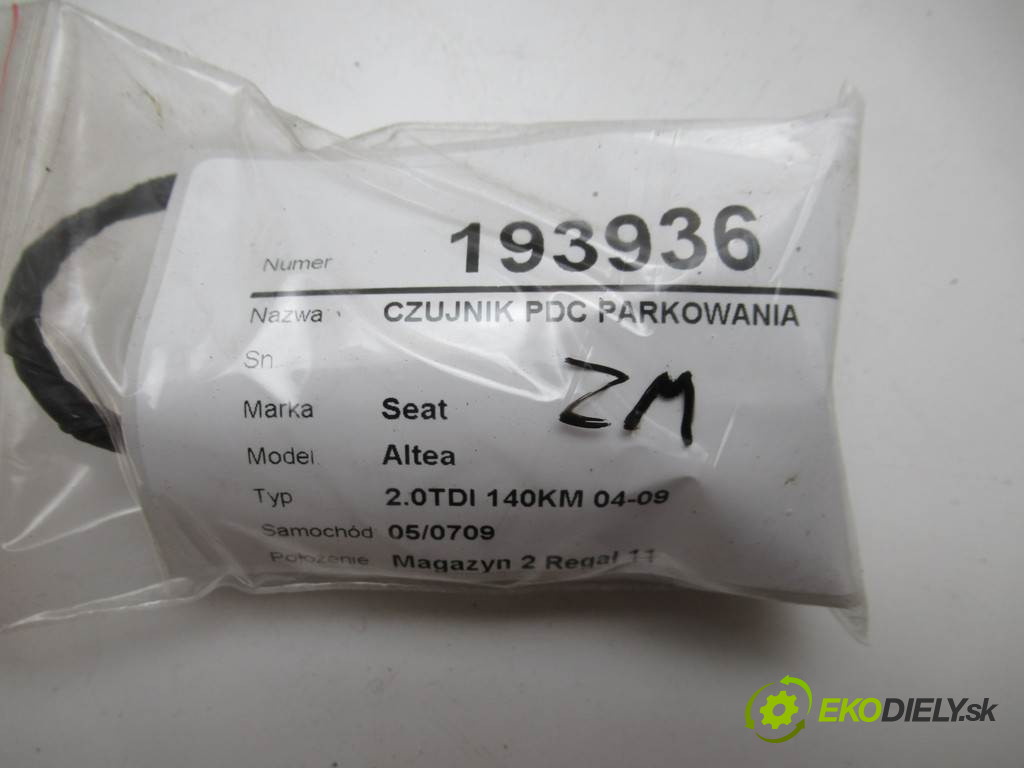 Numer 193936
Nazwa CZUJNIK PDC PARKOWANIA
Sn.
ZM
Marka Seat
Model Altea
Typ 2.0TDI 140KM 04-09
Samochód 05/0709
Położenie Magazyn 2 Regał 11
EKODIELY.sk